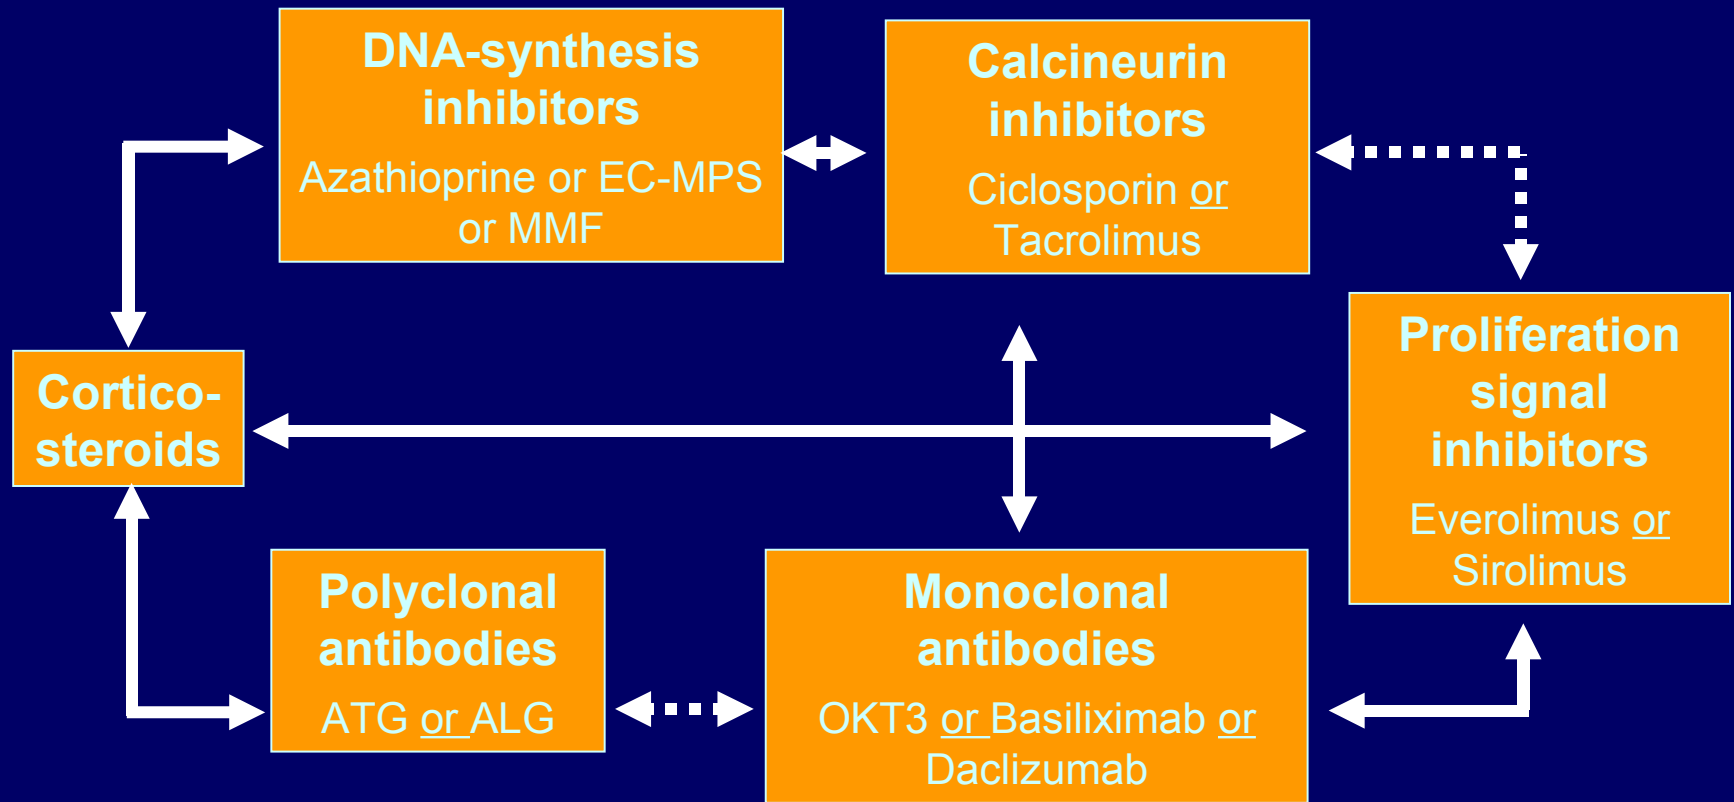 DNA-synthesis
inhibitors
Azathioprine or EC-MPS
or MMF
Calcineurin
inhibitors
Ciclosporin or
Tacrolimus
Proliferation
signal
inhibitors
Everolimus or
Sirolimus
Cortico-
steroids
Polyclonal
antibodies
ATG or ALG
Monoclonal
antibodies
OKT3 or Basiliximab or
Daclizumab